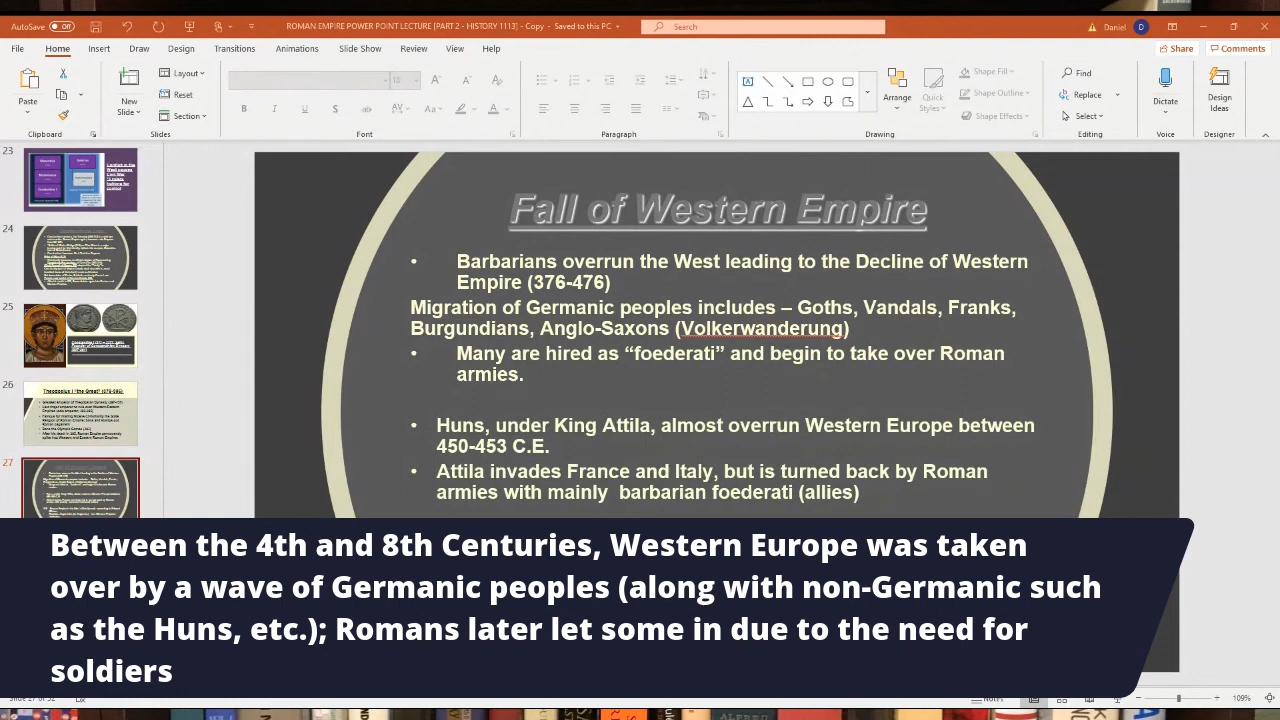 AutoSave Off ROMAN EMPIRE POWER POINT LECTURE [PART 2 - HISTORY 1113] - Copy - Saved to this PC Search Daniel D
File Home Insert Draw Design Transitions Animations Slide Show Review View Help Share Comments
Paste
Clipboard
New Slide
Layout
Reset
Section
Slides
Font
Paragraph
Arrange
Quick Styles
Shape Fill
Shape Outline
Shape Effects
Drawing
Find
Replace
Select
Editing
Dictate
Voice
Design Ideas
Designer
23
24
25
26
27
Fall of Western Empire
• Barbarians overrun the West leading to the Decline of Western
Empire (376-476)
Migration of Germanic peoples includes – Goths, Vandals, Franks,
Burgundians, Anglo-Saxons (Volkerwanderung)
• Many are hired as “foederati” and begin to take over Roman
armies.
• Huns, under King Attila, almost overrun Western Europe between
450-453 C.E.
• Attila invades France and Italy, but is turned back by Roman
armies with mainly barbarian foederati (allies)
Between the 4th and 8th Centuries, Western Europe was taken
over by a wave of Germanic peoples (along with non-Germanic such
as the Huns, etc.); Romans later let some in due to the need for
soldiers
109%